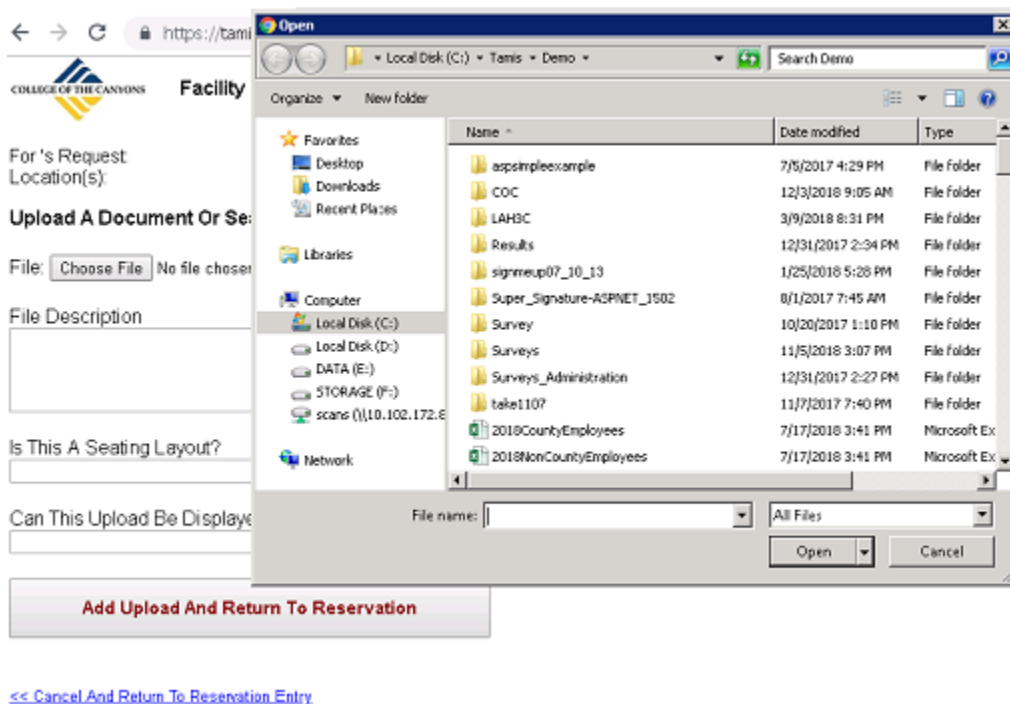 Open
https://tami
Local Disk (C:) Tamis Demo
Search Demo
COLLEGE OF THE CANYONS
Facility
Organize New folder
For 's Request
Location(s):
Upload A Document Or Se
File: Choose File No file chosen
File Description
Is This A Seating Layout?
Can This Upload Be Displaye
Favorites
Desktop
Downloads
Recent Places
Libraries
Computer
Local Disk (C:)
Local Disk (D:)
DATA (E:)
STORAGE (F:)
scans (\\10.102.172.8
Network
Name Date modified Type
aspsimpleexample 7/5/2017 4:29 PM File folder
COC 12/3/2018 9:05 AM File folder
LAH3C 3/9/2018 8:31 PM File folder
Results 12/31/2017 2:34 PM File folder
signmeup07_10_13 1/25/2018 5:28 PM File folder
Super_Signature-ASPNET_1502 8/1/2017 7:45 AM File folder
Survey 10/20/2017 1:10 PM File folder
Surveys 11/5/2018 3:07 PM File folder
Surveys_Administration 12/31/2017 2:27 PM File folder
take1107 11/7/2017 7:40 PM File folder
2018CountyEmployees 7/17/2018 3:41 PM Microsoft Ex
2018NonCountyEmployees 7/17/2018 3:41 PM Microsoft Ex
File name: All Files
Open Cancel
Add Upload And Return To Reservation
<< Cancel And Return To Reservation Entry